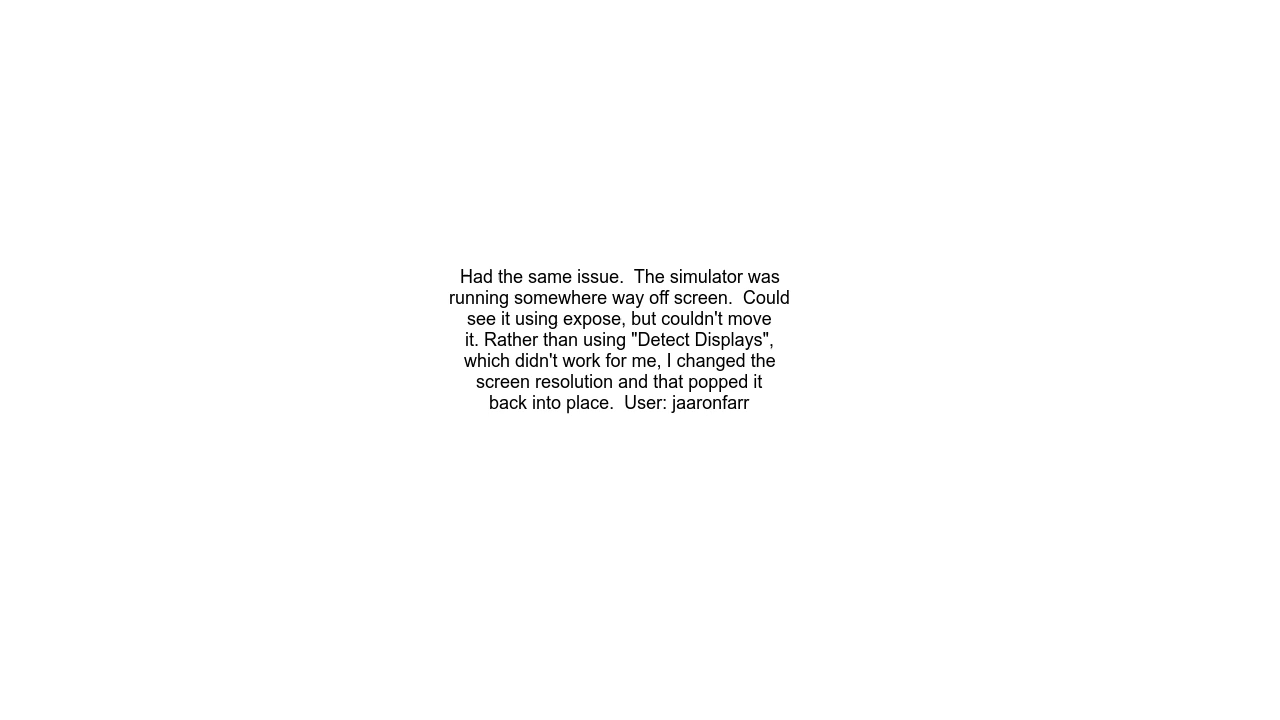 Had the same issue.  The simulator was
running somewhere way off screen.  Could
see it using expose, but couldn't move
it. Rather than using "Detect Displays",
which didn't work for me, I changed the
screen resolution and that popped it
back into place.  User: jaaronfarr